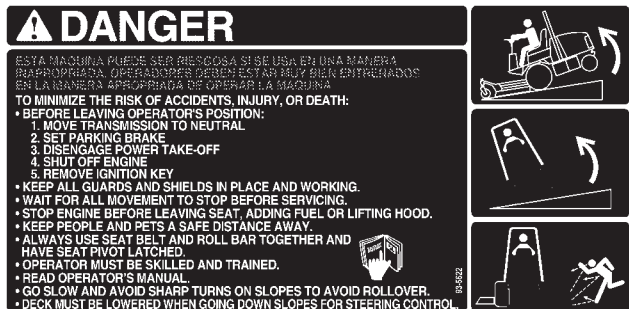 DANGER
ESTA MAQUINA PUEDE SER RIESCOSA SI SE USA EN UNA MANERA
INAPROPRIADA. OPERADORES DEBEN ESTAR MUY BIEN ENTRENADOS
EN LA MANERA APROPRIADA DE OPERAR LA MAQUINA
TO MINIMIZE THE RISK OF ACCIDENTS, INJURY, OR DEATH:
• BEFORE LEAVING OPERATOR'S POSITION:
1. MOVE TRANSMISSION TO NEUTRAL
2. SET PARKING BRAKE
3. DISENGAGE POWER TAKE-OFF
4. SHUT OFF ENGINE
5. REMOVE IGNITION KEY
• KEEP ALL GUARDS AND SHIELDS IN PLACE AND WORKING.
• WAIT FOR ALL MOVEMENT TO STOP BEFORE SERVICING.
• STOP ENGINE BEFORE LEAVING SEAT, ADDING FUEL OR LIFTING HOOD.
• KEEP PEOPLE AND PETS A SAFE DISTANCE AWAY.
• ALWAYS USE SEAT BELT AND ROLL BAR TOGETHER AND
HAVE SEAT PIVOT LATCHED.
• OPERATOR MUST BE SKILLED AND TRAINED.
• READ OPERATOR'S MANUAL.
• GO SLOW AND AVOID SHARP TURNS ON SLOPES TO AVOID ROLLOVER.
• DECK MUST BE LOWERED WHEN GOING DOWN SLOPES FOR STEERING CONTROL.